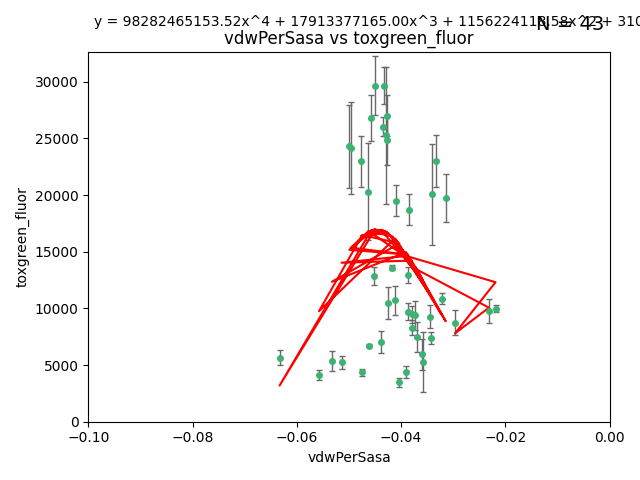 y = 98282465153.52x^4 + 17913377165.00x^3 + 
N = 43
vdwPerSasa vs toxgreen_fluor
toxgreen_fluor
30000
25000
20000
15000
10000
5000
0
−0.10
−0.08
−0.06
−0.04
−0.02
0.00
vdwPerSasa